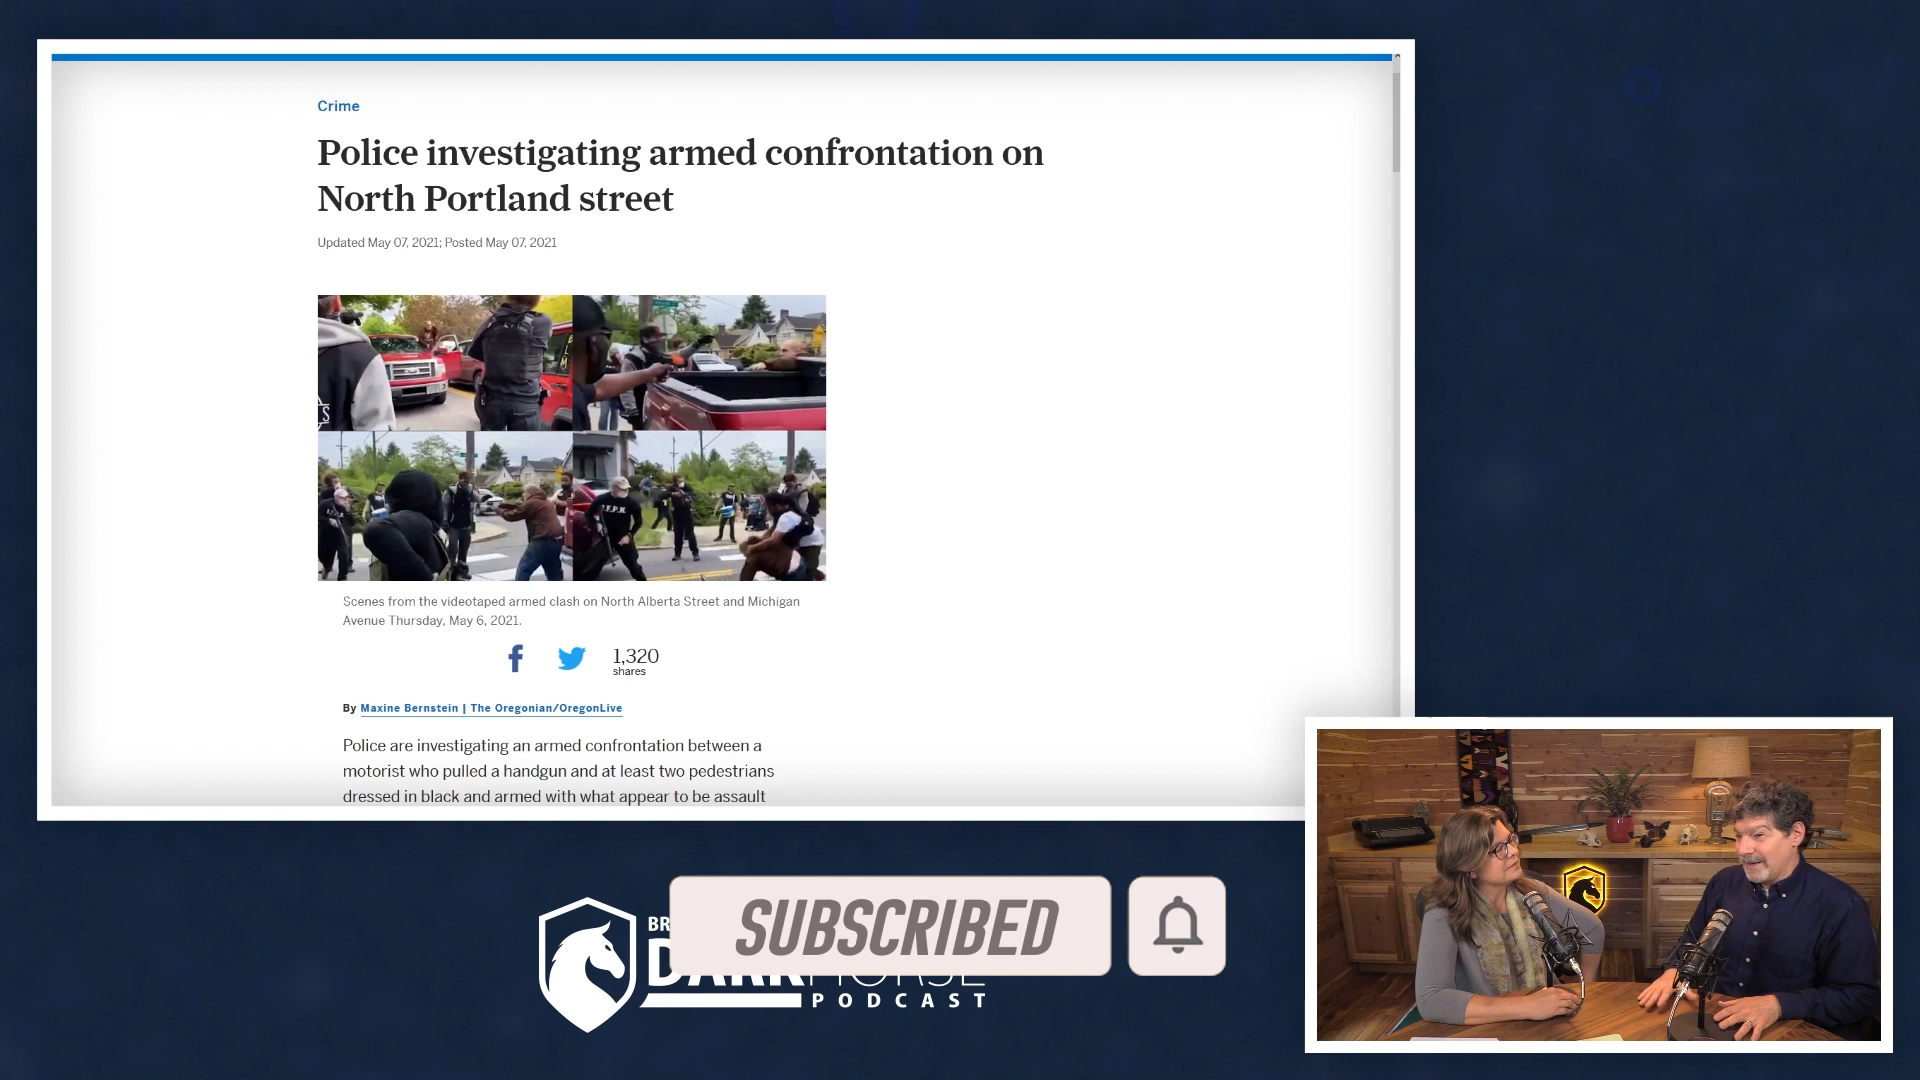 Crime
Police investigating armed confrontation on
North Portland street
Updated May 07, 2021; Posted May 07, 2021
Scenes from the videotaped armed clash on North Alberta Street and Michigan
Avenue Thursday, May 6, 2021.
1,320
shares
By Maxine Bernstein | The Oregonian/OregonLive
Police are investigating an armed confrontation between a
motorist who pulled a handgun and at least two pedestrians
dressed in black and armed with what appear to be assault
SUBSCRIBED
PODCAST